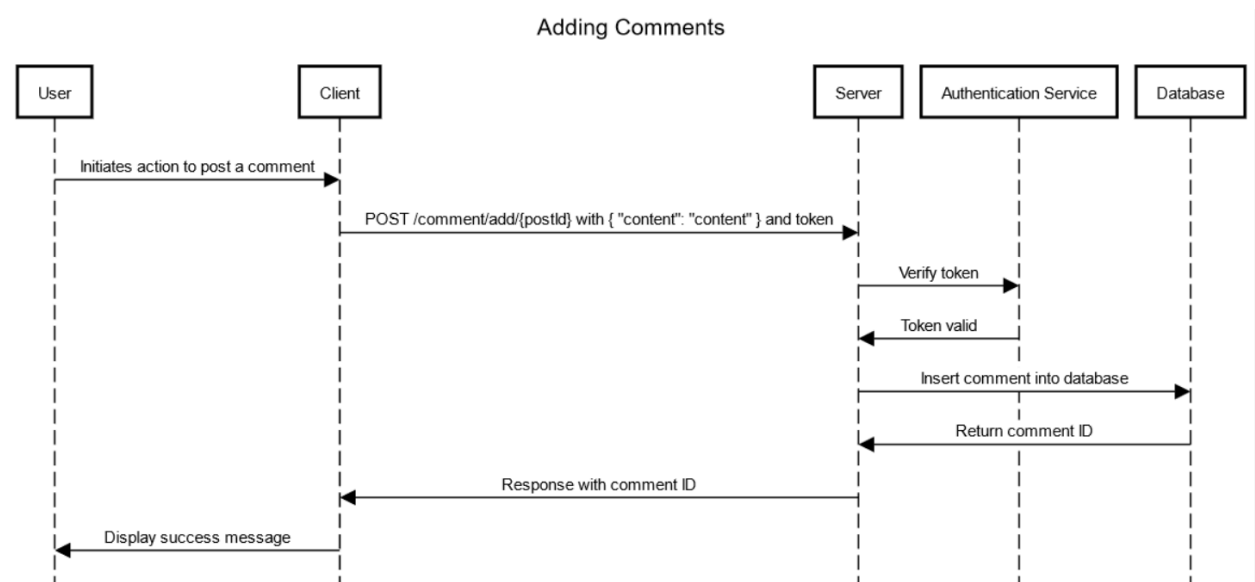 Adding Comments
User
Client
Server
Authentication Service
Database
Initiates action to post a comment
POST /comment/add/{postId} with { "content": "content" } and token
Verify token
Token valid
Insert comment into database
Return comment ID
Response with comment ID
Display success message